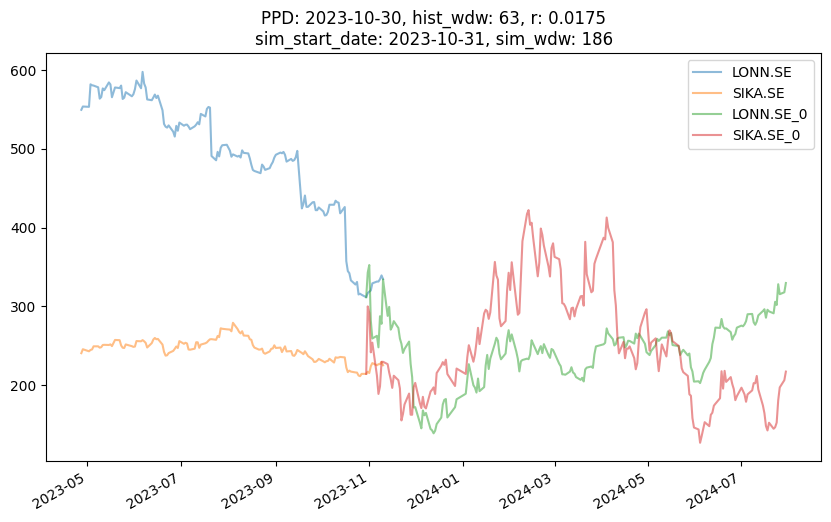 PPD: 2023-10-30, hist_wdw: 63, r: 0.0175
sim_start_date: 2023-10-31, sim_wdw: 186
LONN.SE
SIKA.SE
LONN.SE_0
SIKA.SE_0
600
500
400
300
200
2023-05
2023-07
2023-09
2023-11
2024-01
2024-03
2024-05
2024-07